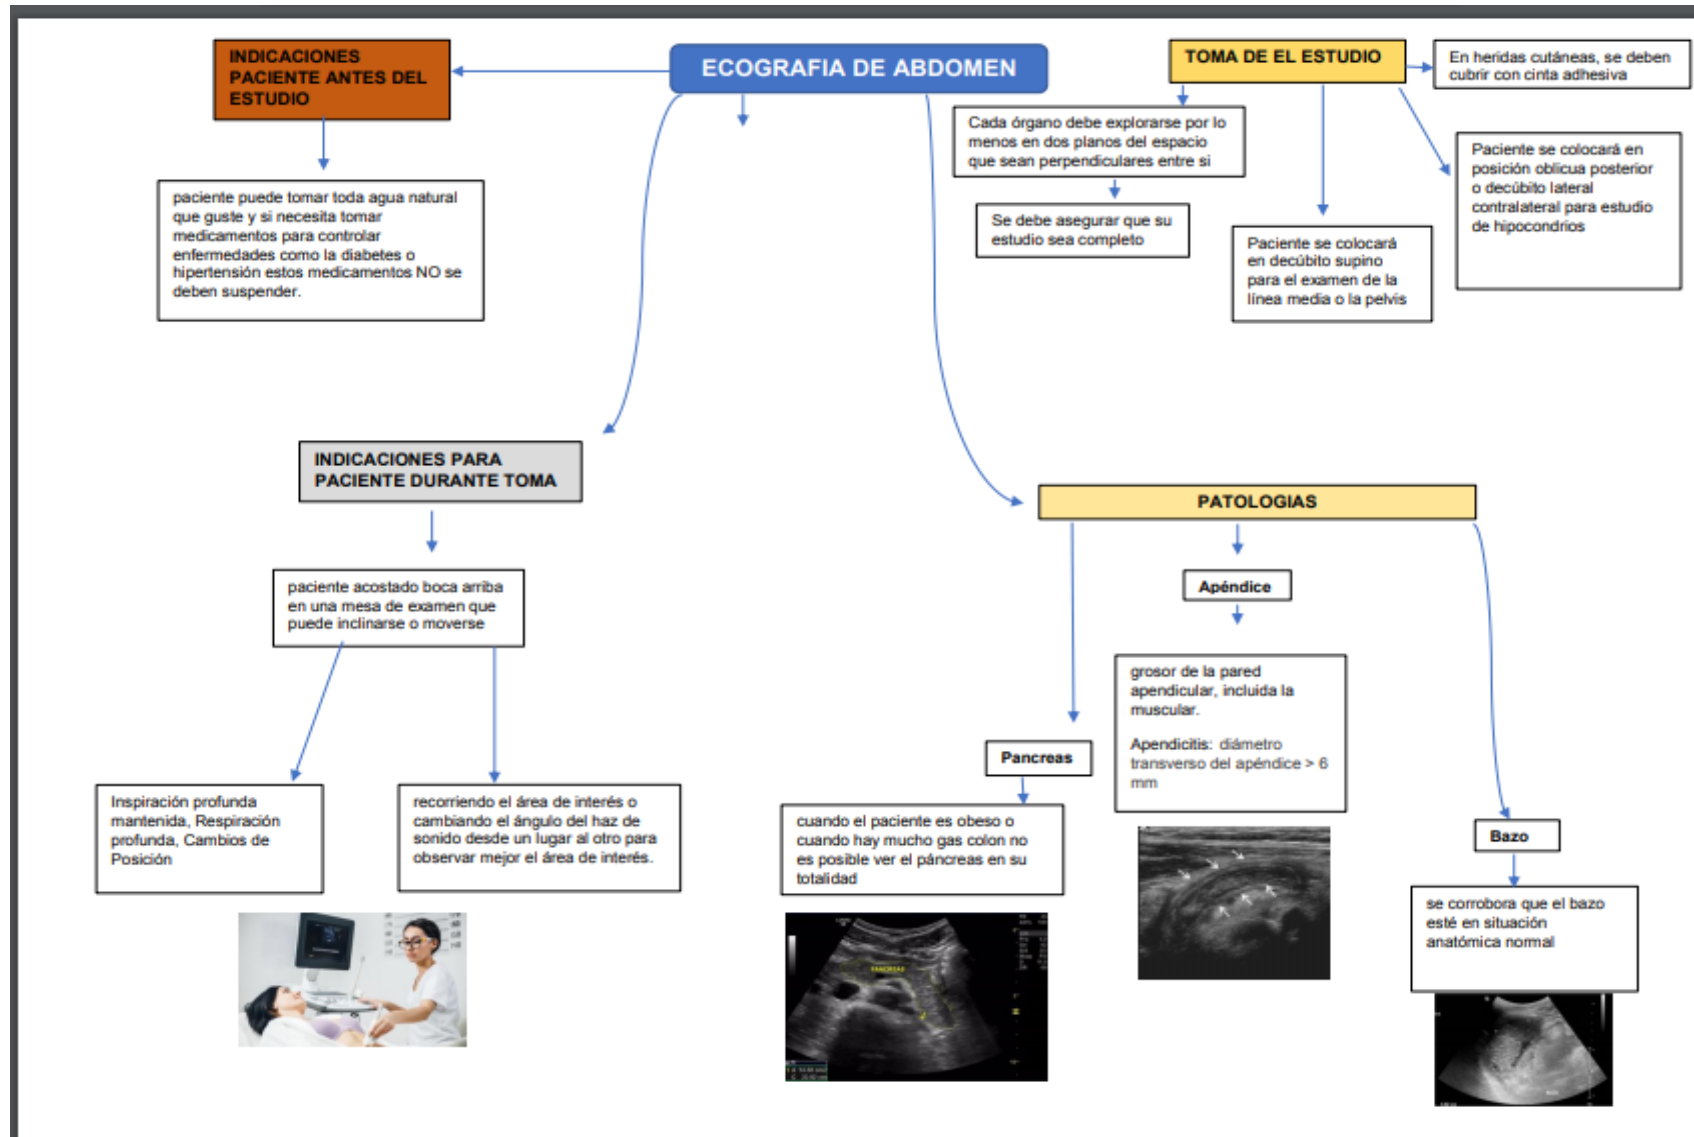 INDICACIONES
PACIENTE ANTES DEL
ESTUDIO
ECOGRAFIA DE ABDOMEN
TOMA DE EL ESTUDIO
En heridas cutáneas, se deben
cubrir con cinta adhesiva
Cada órgano debe explorarse por lo
menos en dos planos del espacio
que sean perpendiculares entre si
Se debe asegurar que su
estudio sea completo
Paciente se colocará
en decúbito supino
para el examen de la
línea media o la pelvis
Paciente se colocará en
posición oblicua posterior
o decúbito lateral
contralateral para estudio
de hipocondrios
paciente puede tomar toda agua natural
que guste y si necesita tomar
medicamentos para controlar
enfermedades como la diabetes o
hipertensión estos medicamentos NO se
deben suspender.
INDICACIONES PARA
PACIENTE DURANTE TOMA
paciente acostado boca arriba
en una mesa de examen que
puede inclinarse o moverse
Inspiración profunda
mantenida, Respiración
profunda, Cambios de
Posición
recorriendo el área de interés o
cambiando el ángulo del haz de
sonido desde un lugar al otro para
observar mejor el área de interés.
PATOLOGIAS
Pancreas
cuando el paciente es obeso o
cuando hay mucho gas colon no
es posible ver el páncreas en su
totalidad
PANCREAS
Apéndice
grosor de la pared
apendicular, incluida la
muscular.
Apendicitis: diámetro
transverso del apéndice > 6
mm
Bazo
se corrobora que el bazo
esté en situación
anatómica normal